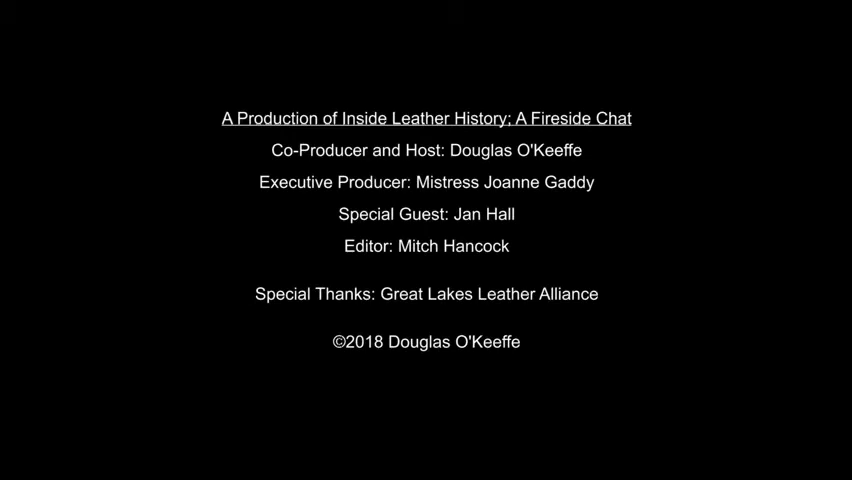 A Production of Inside Leather History; A Fireside Chat
Co-Producer and Host: Douglas O'Keeffe
Executive Producer: Mistress Joanne Gaddy
Special Guest: Jan Hall
Editor: Mitch Hancock
Special Thanks: Great Lakes Leather Alliance
©2018 Douglas O'Keeffe